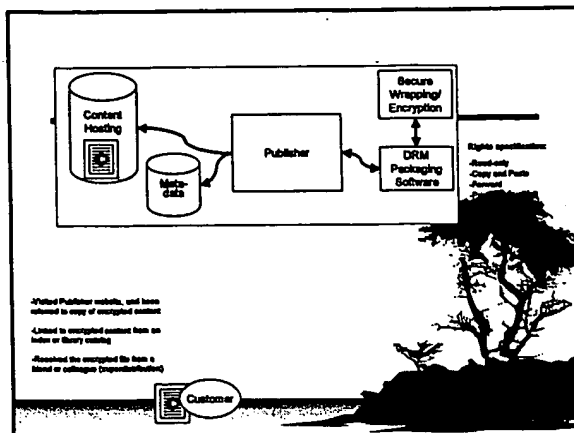 Content
Hosting
Meta-
data
Publisher
Secure
Wrapping/
Encryption
DRM
Packaging
Software
Rights specification:
-Read-only
-Copy and Paste
-Forward
-Visited Publisher website, and been
referred to copy of encrypted content
-Linked to encrypted content from an
index or library catalog
-Received the encrypted file from a
friend or colleague (superdistribution)
Customer